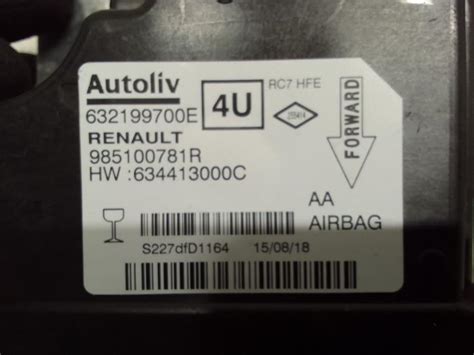 Autoliv
632199700E
4U
RC7 HFE
RENAULT
985100781R
HW :634413000C
FORWARD
AA
AIRBAG
S227dfD1164 15/08/18